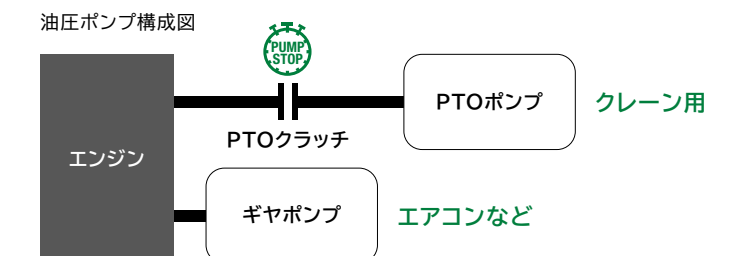 油圧ポンプ構成図
PUMP
STOP
PTOポンプ
クレーン用
PTOクラッチ
エンジン
ギヤポンプ
エアコンなど